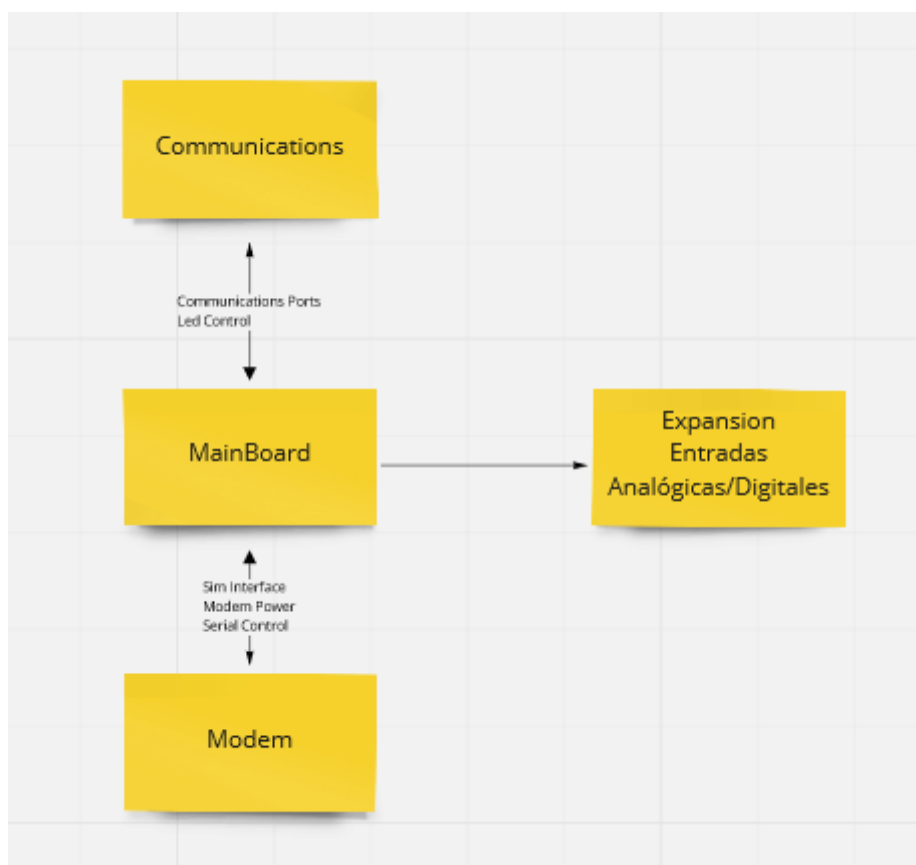 Communications
Communications Ports
Led Control
MainBoard
Expansion
Entradas
Analógicas/Digitales
Sim Interface
Modem Power
Serial Control
Modem